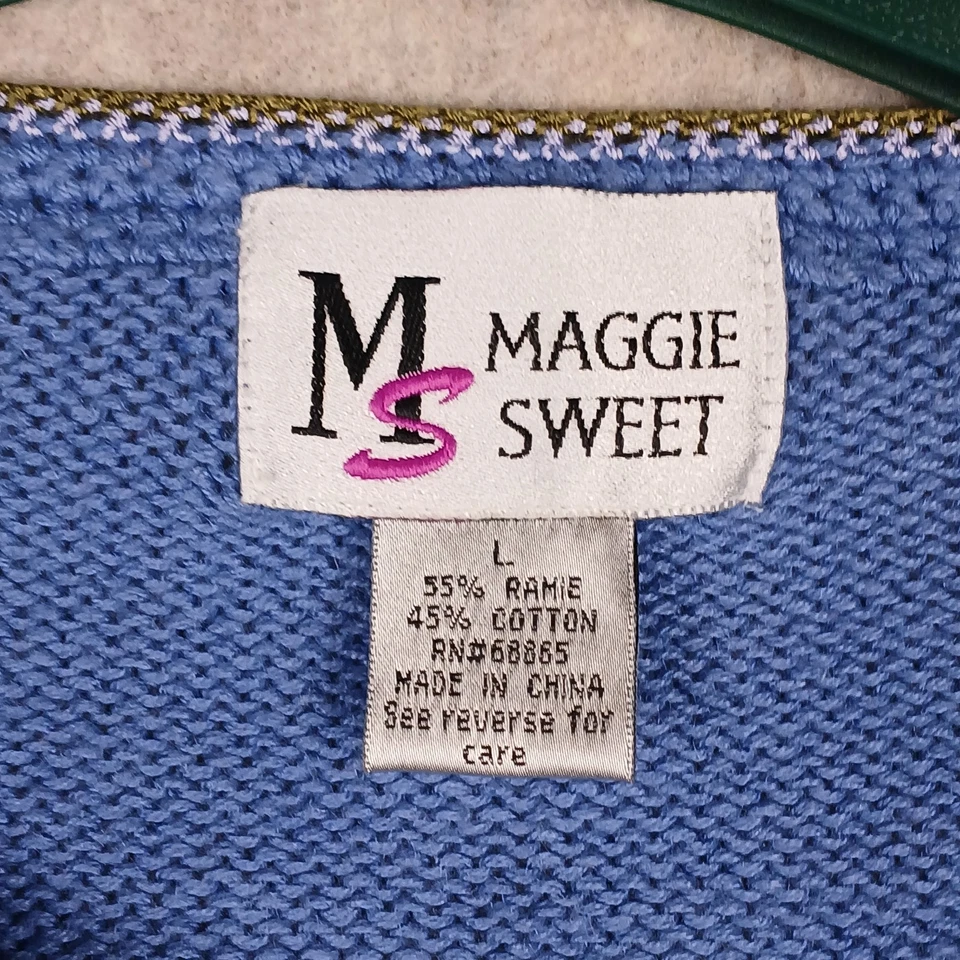 MS
MAGGIE
SWEET
L
55% RAMIE
45% COTTON
RN#68865
MADE IN CHINA
See reverse for
care